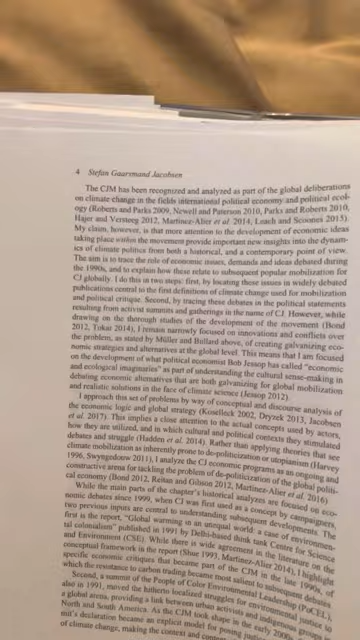 4 Stefan Gaarsmand Jacobsen
The CJM has been recognized and analyzed as part of the global deliberations
on climate change in the fields international political economy and political ecol-
ogy (Roberts and Parks 2009, Newell and Paterson 2010, Parks and Roberts 2010,
Hajer and Versteeg 2012, Martinez-Alier et al. 2014, Leach and Scoones 2015).
My claim, however, is that more attention to the development of economic ideas
taking place within the movement provide important new insights into the dynam-
ics of climate politics from both a historical, and a contemporary point of view.
The aim is to trace the role of economic issues, demands and ideas debated during
the 1990s, and to explain how these relate to subsequent popular mobilization for
CJ globally. I do this in two steps: first, by locating those issues in widely debated
publications central to the first definitions of climate change used for mobilization
and political critique. Second, by tracing these debates in the political statements
resulting from activist summits and gatherings in the name of CJ. However, while
drawing on the thorough studies of the development of the movement (Bond
2012, Tokar 2014), I remain narrowly focused on innovations and conflicts over
the problem, as stated by Müller and Bullard above, of creating galvanizing eco-
nomic strategies and alternatives at the global level. This means that I am focused
on the development of what political economist Bob Jessop has called "economic
and ecological imaginaries" as part of understanding the cultural sense-making in
debating economic alternatives that are both galvanizing for global mobilization
and realistic solutions in the face of climate science (Jessop 2012).
I approach this set of problems by way of conceptual and discourse analysis of
the economic logic and global strategy (Koselleck 2002, Dryzek 2013, Jacobsen
et al. 2017). This implies a close attention to the actual concepts used by actors,
how they are utilized, and in which cultural and political contexts they stimulated
debates and struggle (Hadden et al. 2014). Rather than applying theories that see
climate mobilization as inherently prone to de-politicization or utopianism (Harvey
1996, Swyngedouw 2011), I analyze the CJ economic programs as an ongoing and
constructive arena for tackling the problem of de-politicization of the global politi-
cal economy (Bond 2012, Reitan and Gibson 2012, Martinez-Alier et al. 2016).
While the main parts of the chapter's historical analyzes are focused on eco-
nomic debates since 1999, when CJ was first used as a concept by campaigners,
two previous inputs are central to understanding subsequent developments. The
first is the report, "Global warming in an unequal world: a case of environmen-
tal colonialism" published in 1991 by Delhi-based think tank Centre for Science
and Environment (CSE). While there is wide agreement in the literature on the
conceptual framework in the report (Shue 1993, Martinez-Alier 2014), I highlight
specific economic critiques that became part of the CJM in the late 1990s, of
which the resistance to carbon trading became most salient to subsequent debates.
Second, a summit of the People of Color Environmental Leadership (PoCEL),
also in 1991, moved the hitherto localized struggles for environmental justice to
a global arena, providing a link between urban activists and indigenous groups in
North and South America. As the CJM took shape in the early 2000s, the sum-
mit's declaration became an explicit model for posing just
of climate change, making the context and